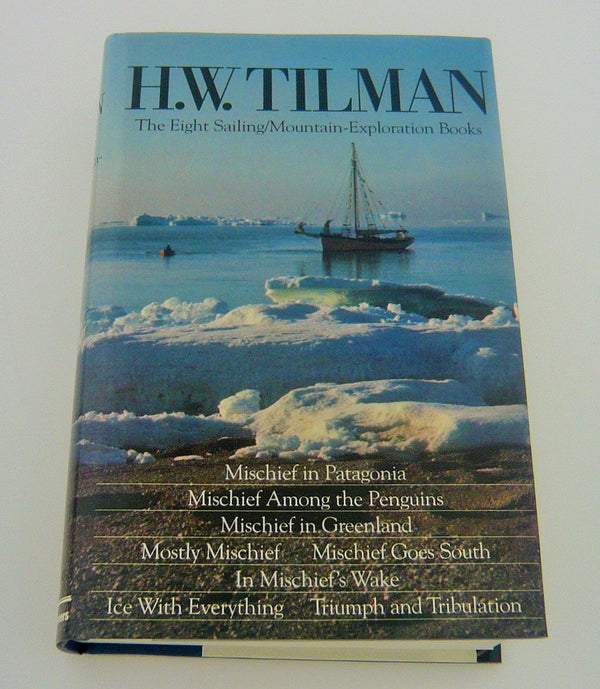 H.W. TILMAN
The Eight Sailing/Mountain-Exploration Books
Mischief in Patagonia
Mischief Among the Penguins
Mischief in Greenland
Mostly Mischief Mischief Goes South
In Mischief's Wake
Ice With Everything Triumph and Tribulation